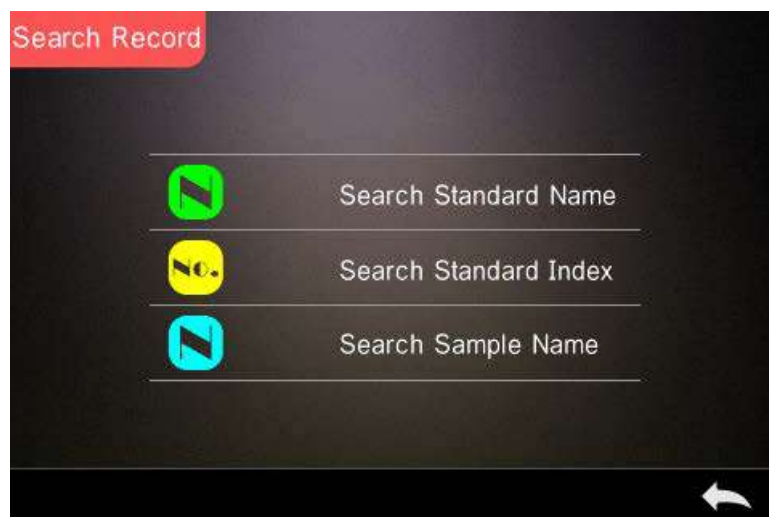 Search Record
N
Search Standard Name
No.
Search Standard Index
N
Search Sample Name